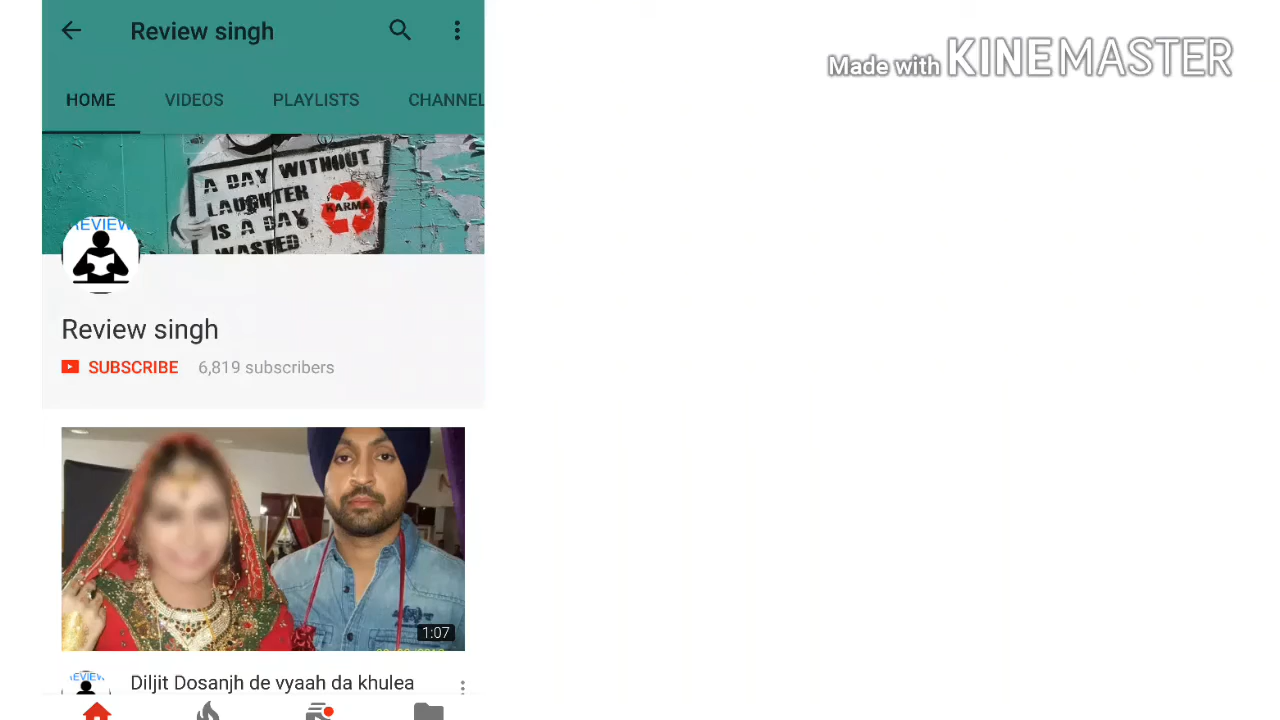 Review singh
Made with KINEMASTER
HOME VIDEOS PLAYLISTS CHANNEL
A DAY WITHOUT
LAUGHTER
IS A DAY
WASTED
KARMA
REVIEW
Review singh
SUBSCRIBE 6,819 subscribers
1:07
Diljit Dosanjh de vyaah da khulea